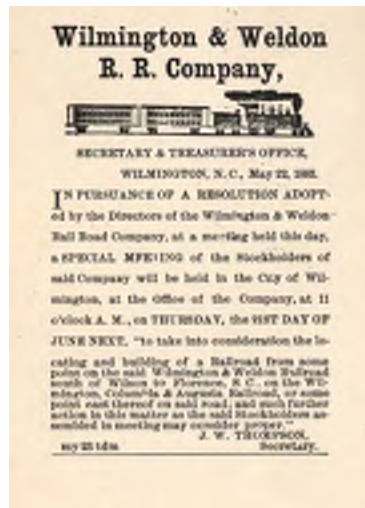 Wilmington & Weldon
R. R. Company,
SECRETARY & TREASURER'S OFFICE,
WILMINGTON, N. C., May 22,
IN PURSUANCE OF A RESOLUTION ADOPT-
ed by the Directors of the Wilmington & Weldon
Rail Road Company, at a meeting held this day,
a SPECIAL MEETING of the Stockholders of
said Company will be held in the City of Wil-
mington, at the Office of the Company, at 11
o'clock A. M., on THURSDAY, the 21ST DAY OF
JUNE NEXT, "to take into consideration the lo-
cating and building of a Railroad from some
point on the said Wilmington & Weldon Railroad
south of Wilson to Florence, S. C., on the Wil-
mington, Columbia & Augusta Railroad, or some
point east thereof on said road; and such further
action in this matter as the said Stockholders as-
sembled in meeting may consider proper."
J. W. THOMPSON,
my 23 tdm Secretary.